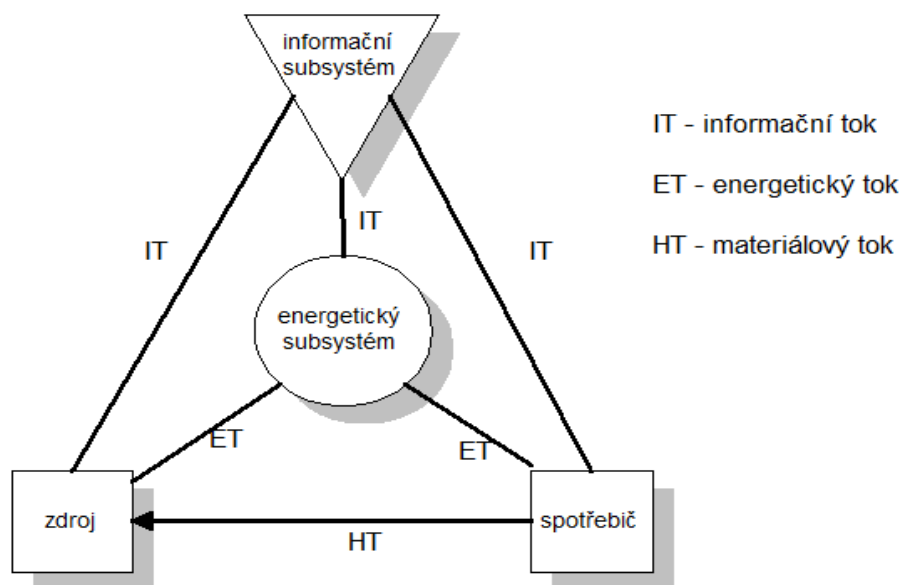 informační
subsystém
IT - informační tok
IT
ET - energetický tok
IT
IT
HT - materiálový tok
energetický
subsystém
ET
ET
zdroj
spotřebič
HT